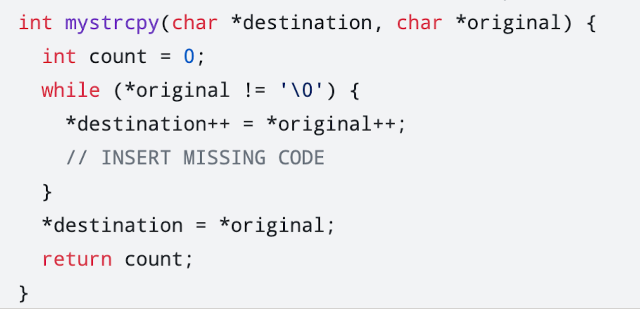 int mystrcpy(char *destination, char *original) {
  int count = 0;
  while (*original != '\0') {
    *destination++ = *original++;
    // INSERT MISSING CODE
  }
  *destination = *original;
  return count;
}